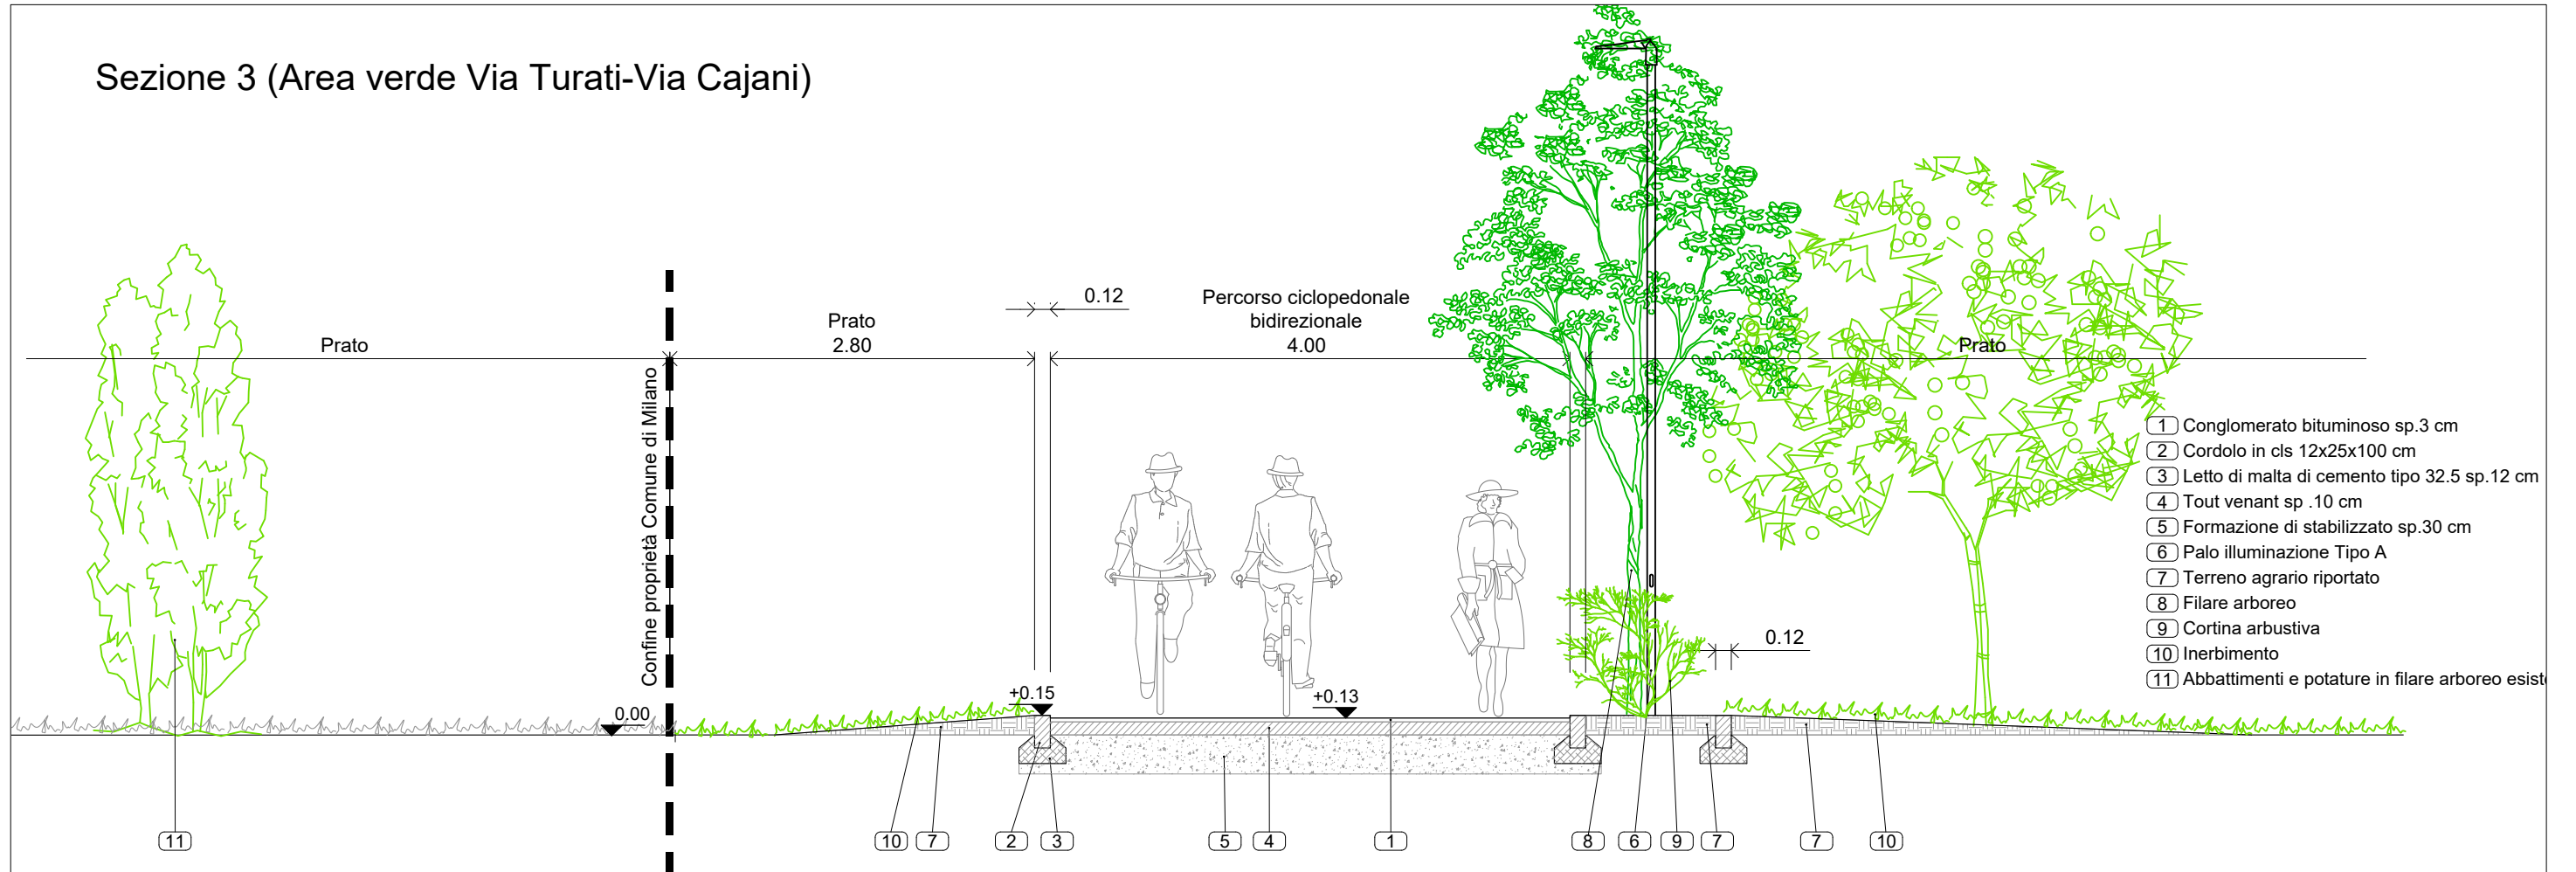 Sezione 3 (Area verde Via Turati-Via Cajani)
0.12
Percorso ciclopedonale
bidirezionale
4.00
Prato
2.80
Prato
Prato
Confine proprietà Comune di Milano
1 Conglomerato bituminoso sp.3 cm
2 Cordolo in cls 12x25x100 cm
3 Letto di malta di cemento tipo 32.5 sp.12 cm
4 Tout venant sp .10 cm
5 Formazione di stabilizzato sp.30 cm
6 Palo illuminazione Tipo A
7 Terreno agrario riportato
8 Filare arboreo
9 Cortina arbustiva
10 Inerbimento
11 Abbattimenti e potature in filare arboreo esist
0.12
+0.15
+0.13
0.00
11
10
7
2
3
5
4
1
8
6
9
7
7
10